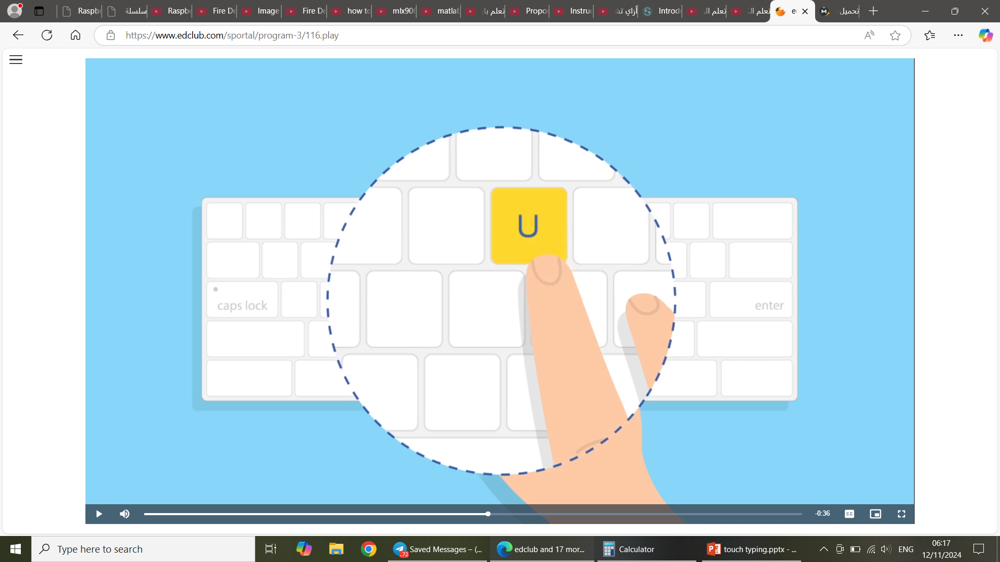 Raspb
سلسلة
Raspb
Fire De
Image
Fire De
how to
mlx90
matlab
تعلم با
Propo
Instruc
أزاي تش
Introd
تعلم ال
تعلم ال
e
تحميل
https://www.edclub.com/sportal/program-3/116.play
U
caps lock
enter
-0:36
CC
Type here to search
..72
Saved Messages – (...
edclub and 17 mor...
Calculator
touch typing.pptx - ...
ENG
06:17
12/11/2024